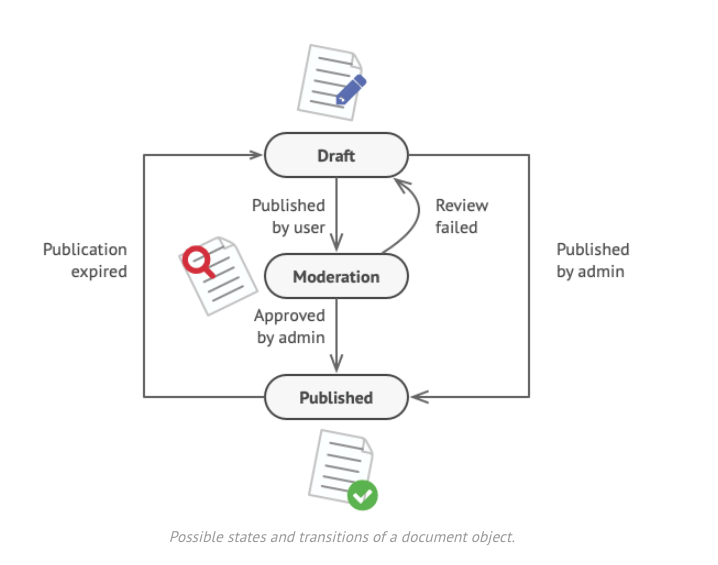 Draft
Published
by user
Review
failed
Publication
expired
Published
by admin
Moderation
Approved
by admin
Published
Possible states and transitions of a document object.